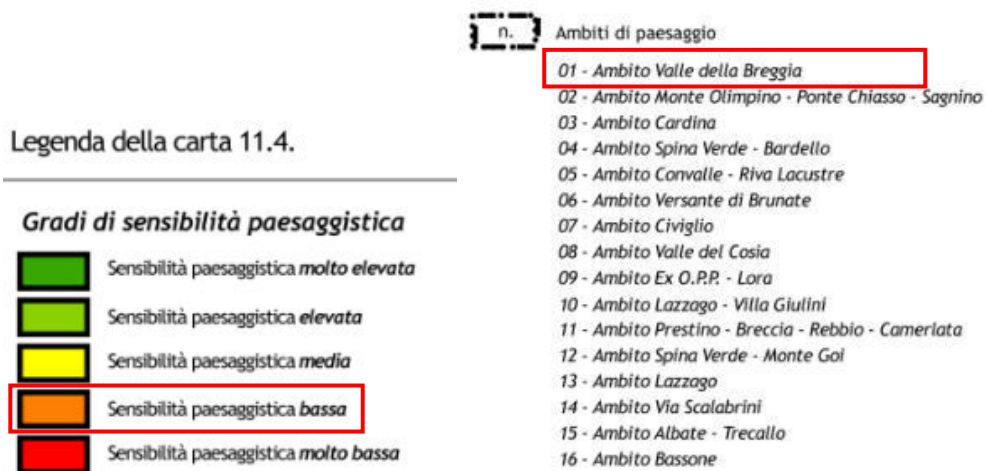 Legenda della carta 11.4.
Gradi di sensibilità paesaggistica
Sensibilità paesaggistica molto elevata
Sensibilità paesaggistica elevata
Sensibilità paesaggistica media
Sensibilità paesaggistica bassa
Sensibilità paesaggistica molto bassa
n. Ambiti di paesaggio
01 - Ambito Valle della Breggia
02 - Ambito Monte Olimpino - Ponte Chiasso - Sagnino
03 - Ambito Cardina
04 - Ambito Spina Verde - Bardello
05 - Ambito Convalle - Riva Lacustre
06 - Ambito Versante di Brunate
07 - Ambito Civiglio
08 - Ambito Valle del Cosia
09 - Ambito Ex O.P.P. - Lora
10 - Ambito Lazzago - Villa Giulini
11 - Ambito Prestino - Breccia - Rebbio - Camerlata
12 - Ambito Spina Verde - Monte Goi
13 - Ambito Lazzago
14 - Ambito Via Scalabrini
15 - Ambito Albate - Trecallo
16 - Ambito Bassone